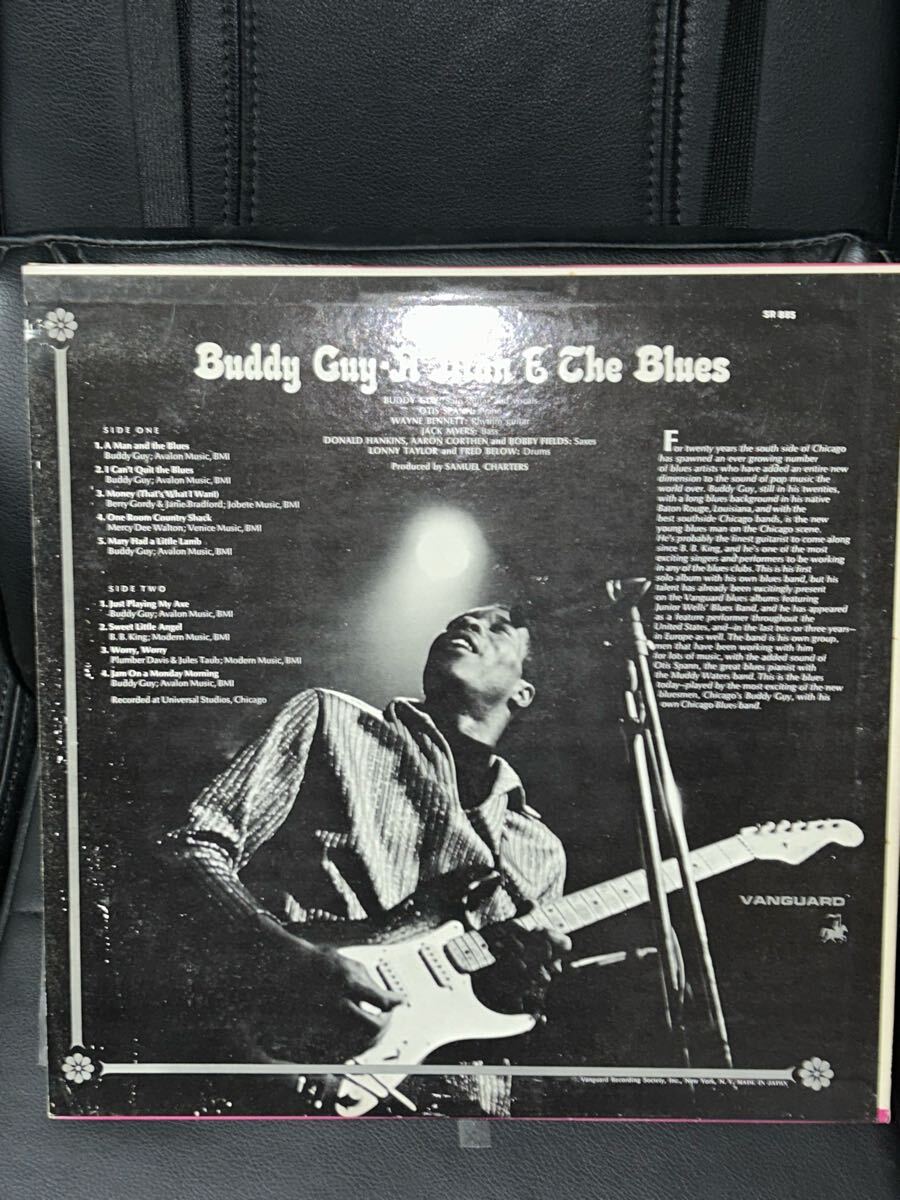 SR 885
Buddy Guy · A Man & The Blues
BUDDY GUY: and vocals
OTIS SPANN:
WAYNE BENNETT: Rhythm guitar
JACK MYERS: Bass
DONALD HANKINS, AARON CORTHEN and BOBBY FIELDS: Saxes
LONNY TAYLOR and FRED BELOW: Drums
Produced by SAMUEL CHARTERS
SIDE ONE
1. A Man and the Blues
Buddy Guy; Avalon Music, BMI
2. I Can't Quit the Blues
Buddy Guy; Avalon Music, BMI
3. Money (That's What I Want)
Berry Gordy & Janie Bradford; Jobete Music, BMI
4. One Room Country Shack
Mercy Dee Walton; Venice Music, BMI
5. Mary Had a Little Lamb
Buddy Guy; Avalon Music, BMI
SIDE TWO
1. Just Playing My Axe
Buddy Guy; Avalon Music, BMI
2. Sweet Little Angel
B. B. King; Modern Music, BMI
3. Worry, Worry
Plumber Davis & Jules Taub; Modern Music, BMI
4. Jam On a Monday Morning
Buddy Guy; Avalon Music, BMI
Recorded at Universal Studios, Chicago
For twenty years the south side of Chicago
has spawned an ever growing number
of blues artists who have added an entire new
dimension to the sound of pop music the
world over. Buddy Guy, still in his twenties,
with a long blues background in his native
Baton Rouge, Louisiana, and with the
best southside Chicago bands, is the new
young blues man on the Chicago scene.
He's probably the finest guitarist to come along
since B. B. King, and he's one of the most
exciting singers and performers to be working
in any of the blues clubs. This is his first
solo album with his own blues band, but his
talent has already been excitingly present
on the Vanguard blues albums featuring
Junior Wells' Blues Band, and he has appeared
as a feature performer throughout the
United States, and—in the last two or three years—
in Europe as well. The band is his own group,
men that have been working with him
for lots of music, with the added sound of
Otis Spann, the great blues pianist with
the Muddy Waters band. This is the blues
today—played by the most exciting of the new
bluesmen, Chicago's Buddy Guy, with his
own Chicago Blues band.
VANGUARD
Vanguard Recording Society, Inc., New York, N. Y. MADE IN JAPAN